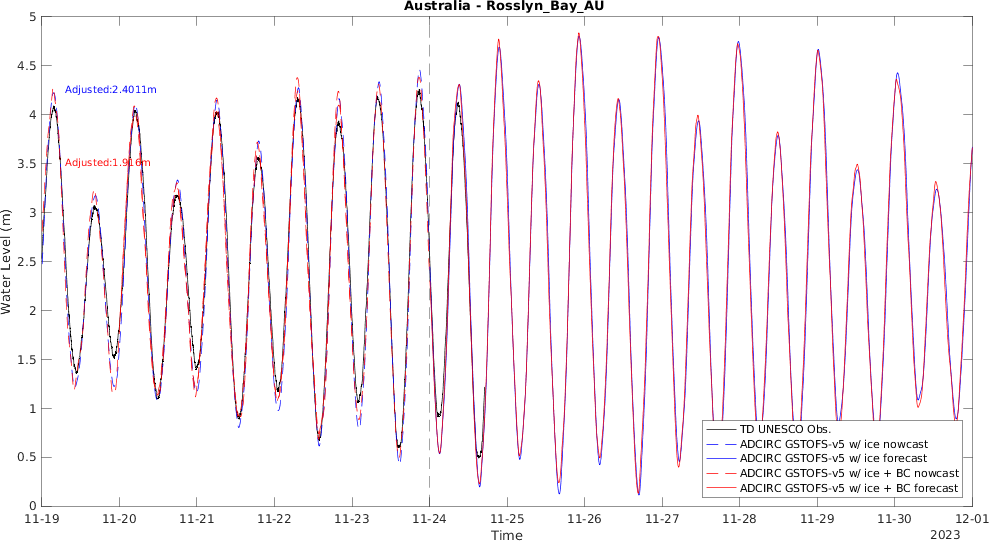 Australia - Rosslyn_Bay_AU
5
4.5
4
3.5
3
2.5
2
1.5
1
0.5
0
Water Level (m)
Adjusted:2.4011m
Adjusted:1.916m
TD UNESCO Obs.
ADCIRC GSTOFS-v5 w/ ice nowcast
ADCIRC GSTOFS-v5 w/ ice forecast
ADCIRC GSTOFS-v5 w/ ice + BC nowcast
ADCIRC GSTOFS-v5 w/ ice + BC forecast
11-19 11-20 11-21 11-22 11-23 11-24 11-25 11-26 11-27 11-28 11-29 11-30 12-01
Time
2023